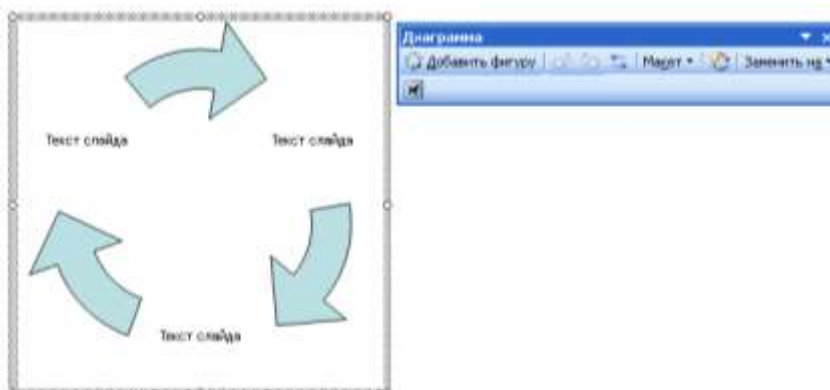 Диаграмма
Добавить фигуру Макет Заменить на
Текст слайда Текст слайда
Текст слайда